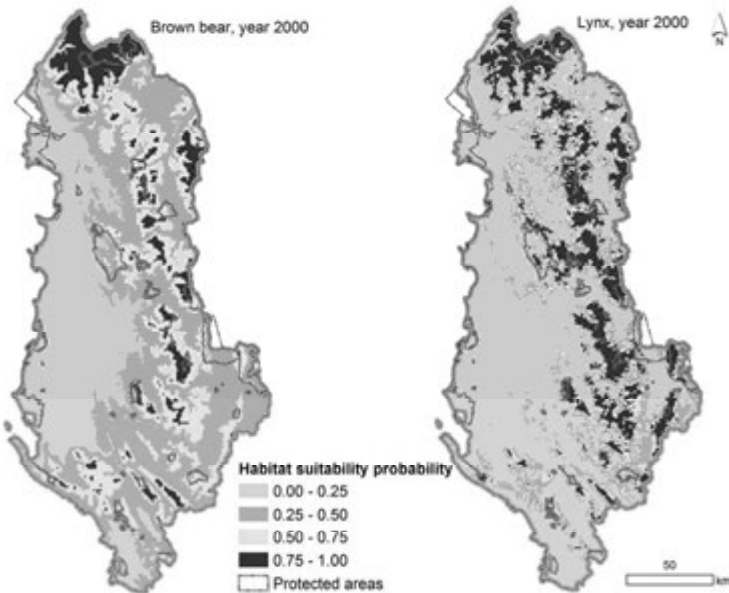 Brown bear, year 2000
Lynx, year 2000
N
Habitat suitability probability
0.00 - 0.25
0.25 - 0.50
0.50 - 0.75
0.75 - 1.00
Protected areas
50
km